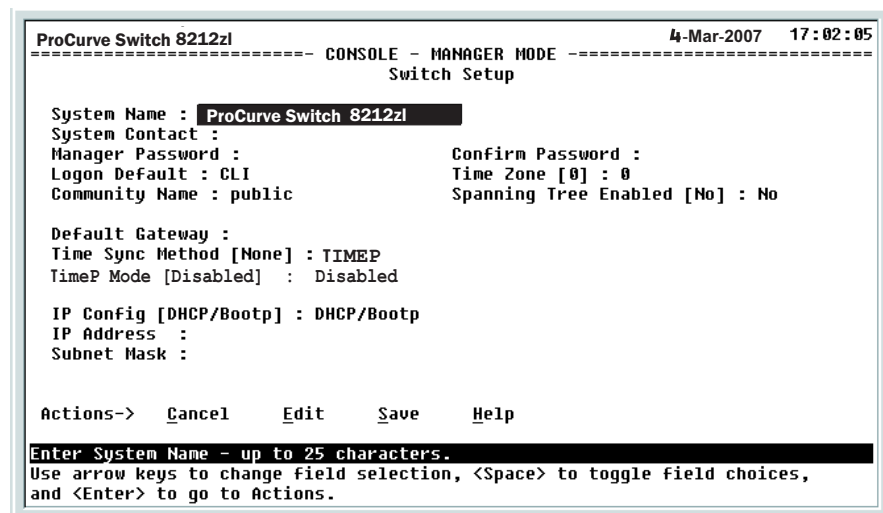 ProCurve Switch 8212zl 4-Mar-2007 17:02:05
==========================- CONSOLE - MANAGER MODE -============================
Switch Setup
System Name : ProCurve Switch 8212zl
System Contact :
Manager Password : Confirm Password :
Logon Default : CLI Time Zone [0] : 0
Community Name : public Spanning Tree Enabled [No] : No
Default Gateway :
Time Sync Method [None] : TIMEP
TimeP Mode [Disabled] : Disabled
IP Config [DHCP/Bootp] : DHCP/Bootp
IP Address :
Subnet Mask :
Actions-> Cancel Edit Save Help
Enter System Name - up to 25 characters.
Use arrow keys to change field selection, <Space> to toggle field choices,
and <Enter> to go to Actions.